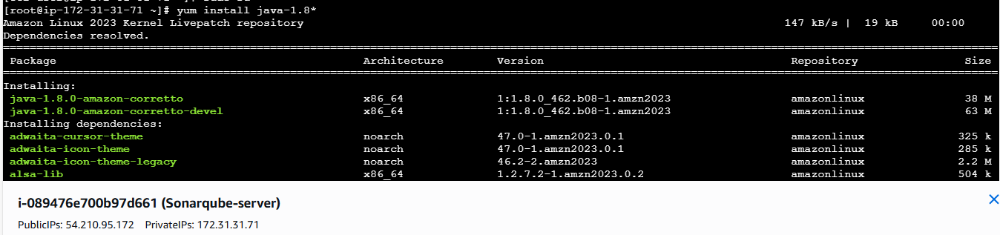 [root@ip-172-31-31-71 ~]# yum install java-1.8*
Amazon Linux 2023 Kernel Livepatch repository 147 kB/s | 19 kB 00:00
Dependencies resolved.
Package Architecture Version Repository Size
Installing:
java-1.8.0-amazon-corretto x86_64 1:1.8.0_462.b08-1.amzn2023 amazonlinux 38 M
java-1.8.0-amazon-corretto-devel x86_64 1:1.8.0_462.b08-1.amzn2023 amazonlinux 63 M
Installing dependencies:
adwaita-cursor-theme noarch 47.0-1.amzn2023.0.1 amazonlinux 325 k
adwaita-icon-theme noarch 47.0-1.amzn2023.0.1 amazonlinux 285 k
adwaita-icon-theme-legacy noarch 46.2-2.amzn2023 amazonlinux 2.2 M
alsa-lib x86_64 1.2.7.2-1.amzn2023.0.2 amazonlinux 504 k
i-089476e700b97d661 (Sonarqube-server)
PublicIPs: 54.210.95.172 PrivateIPs: 172.31.31.71